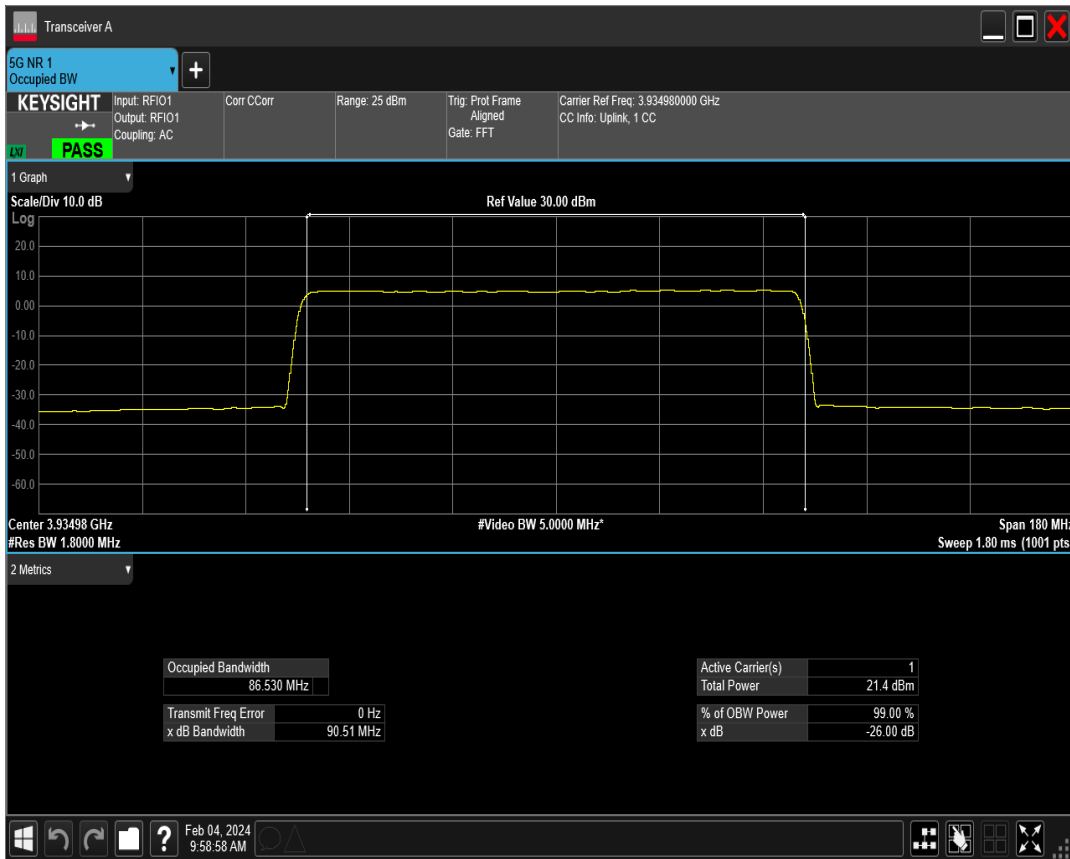 Transceiver A
5G NR 1
Occupied BW
KEYSIGHT
LXI
PASS
Input: RFIO1
Output: RFIO1
Coupling: AC
Corr CCorr
Range: 25 dBm
Trig: Prot Frame
Aligned
Gate: FFT
Carrier Ref Freq: 3.934980000 GHz
CC Info: Uplink, 1 CC
1 Graph
Scale/Div 10.0 dB
Ref Value 30.00 dBm
Log
20.0
10.0
0.00
-10.0
-20.0
-30.0
-40.0
-50.0
-60.0
Center 3.93498 GHz
#Video BW 5.0000 MHz*
Span 180 MHz
#Res BW 1.8000 MHz
Sweep 1.80 ms (1001 pts
2 Metrics
Occupied Bandwidth
86.530 MHz
Transmit Freq Error 0 Hz
x dB Bandwidth 90.51 MHz
Active Carrier(s) 1
Total Power 21.4 dBm
% of OBW Power 99.00 %
x dB -26.00 dB
Feb 04, 2024
9:58:58 AM